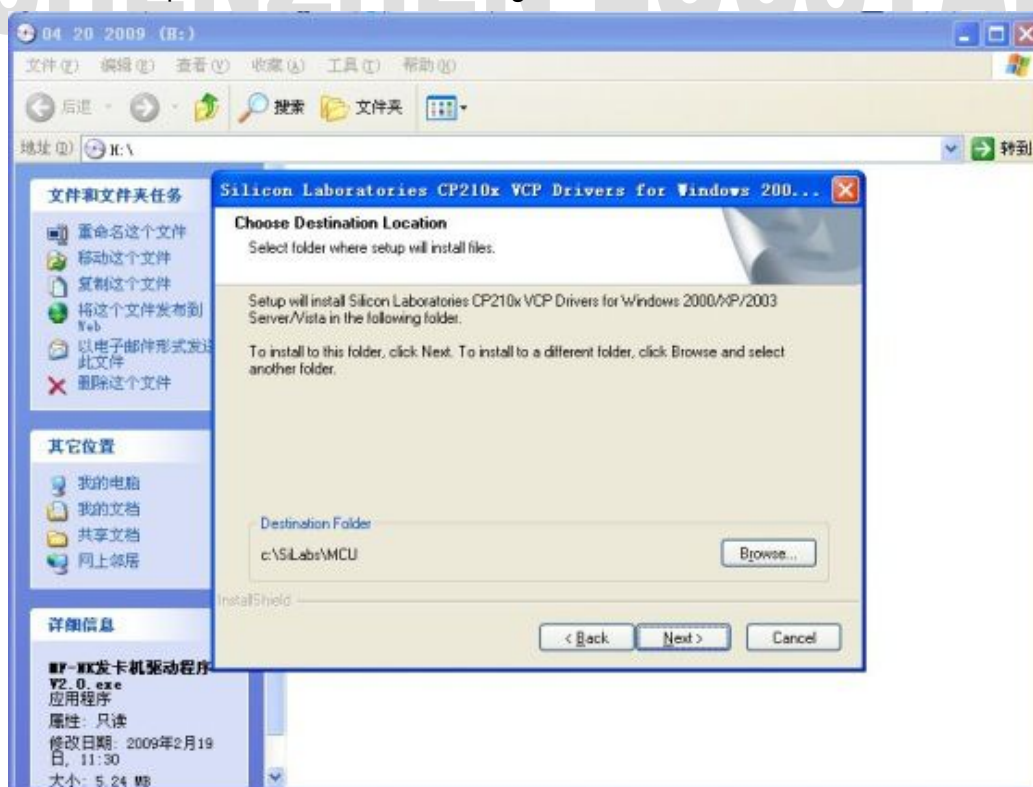 04 20 2009 (H:)
文件(F) 编辑(E) 查看(V) 收藏(A) 工具(T) 帮助(H)
后退 搜索 文件夹
地址(D) H:\ 转到
文件和文件夹任务
重命名这个文件
移动这个文件
复制这个文件
将这个文件发布到
Web
以电子邮件形式发送
此文件
删除这个文件
其它位置
我的电脑
我的文档
共享文档
网上邻居
详细信息
MF-WK发卡机驱动程序
V2.0.exe
应用程序
属性: 只读
修改日期: 2009年2月19
日, 11:30
大小: 5.24 MB
Silicon Laboratories CP210x VCP Drivers for Windows 200...
Choose Destination Location
Select folder where setup will install files.
Setup will install Silicon Laboratories CP210x VCP Drivers for Windows 2000/XP/2003
Server/Vista in the following folder.
To install to this folder, click Next. To install to a different folder, click Browse and select
another folder.
Destination Folder
c:\SiLabs\MCU
Browse...
InstallShield
< Back Next > Cancel